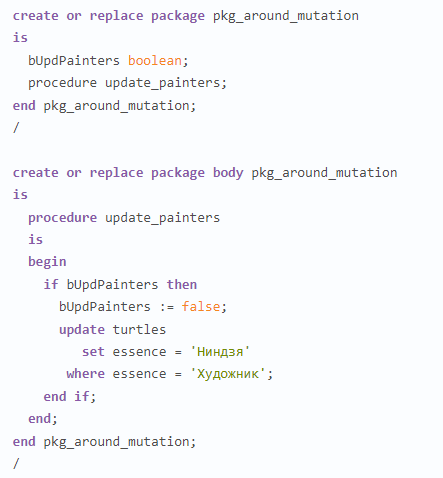 create or replace package pkg_around_mutation
is
  bUpdPainters boolean;
  procedure update_painters;
end pkg_around_mutation;
/

create or replace package body pkg_around_mutation
is
  procedure update_painters
  is
  begin
    if bUpdPainters then
      bUpdPainters := false;
      update turtles
         set essence = 'Ниндзя'
       where essence = 'Художник';
    end if;
  end;
end pkg_around_mutation;
/